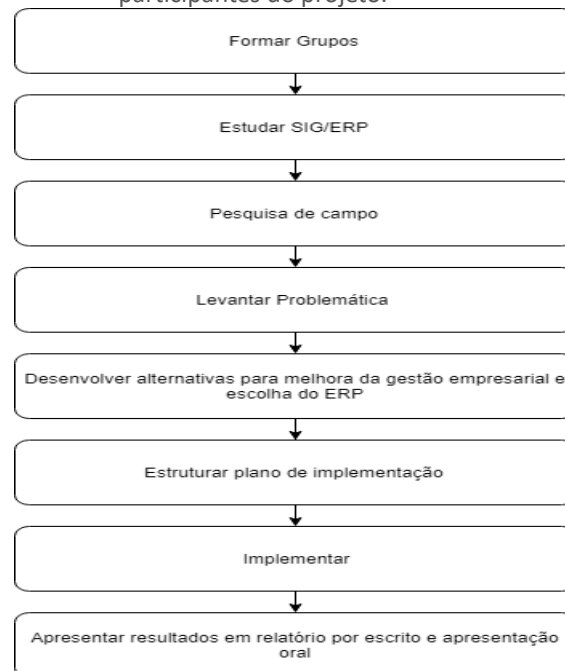 participantes do projeto.
Formar Grupos
Estudar SIG/ERP
Pesquisa de campo
Levantar Problemática
Desenvolver alternativas para melhora da gestão empresarial e
escolha do ERP
Estruturar plano de implementação
Implementar
Apresentar resultados em relatório por escrito e apresentação
oral